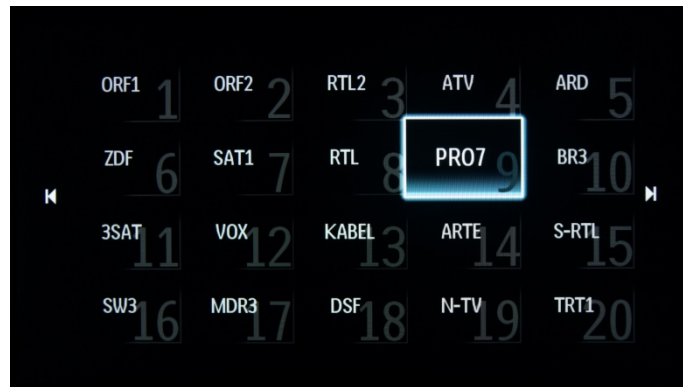 ORF1 1 ORF2 2 RTL2 3 ATV 4 ARD 5
ZDF 6 SAT1 7 RTL 8 PRO7 9 BR3 10
3SAT 11 VOX 12 KABEL 13 ARTE 14 S-RTL 15
SW3 16 MDR3 17 DSF 18 N-TV 19 TRT1 20